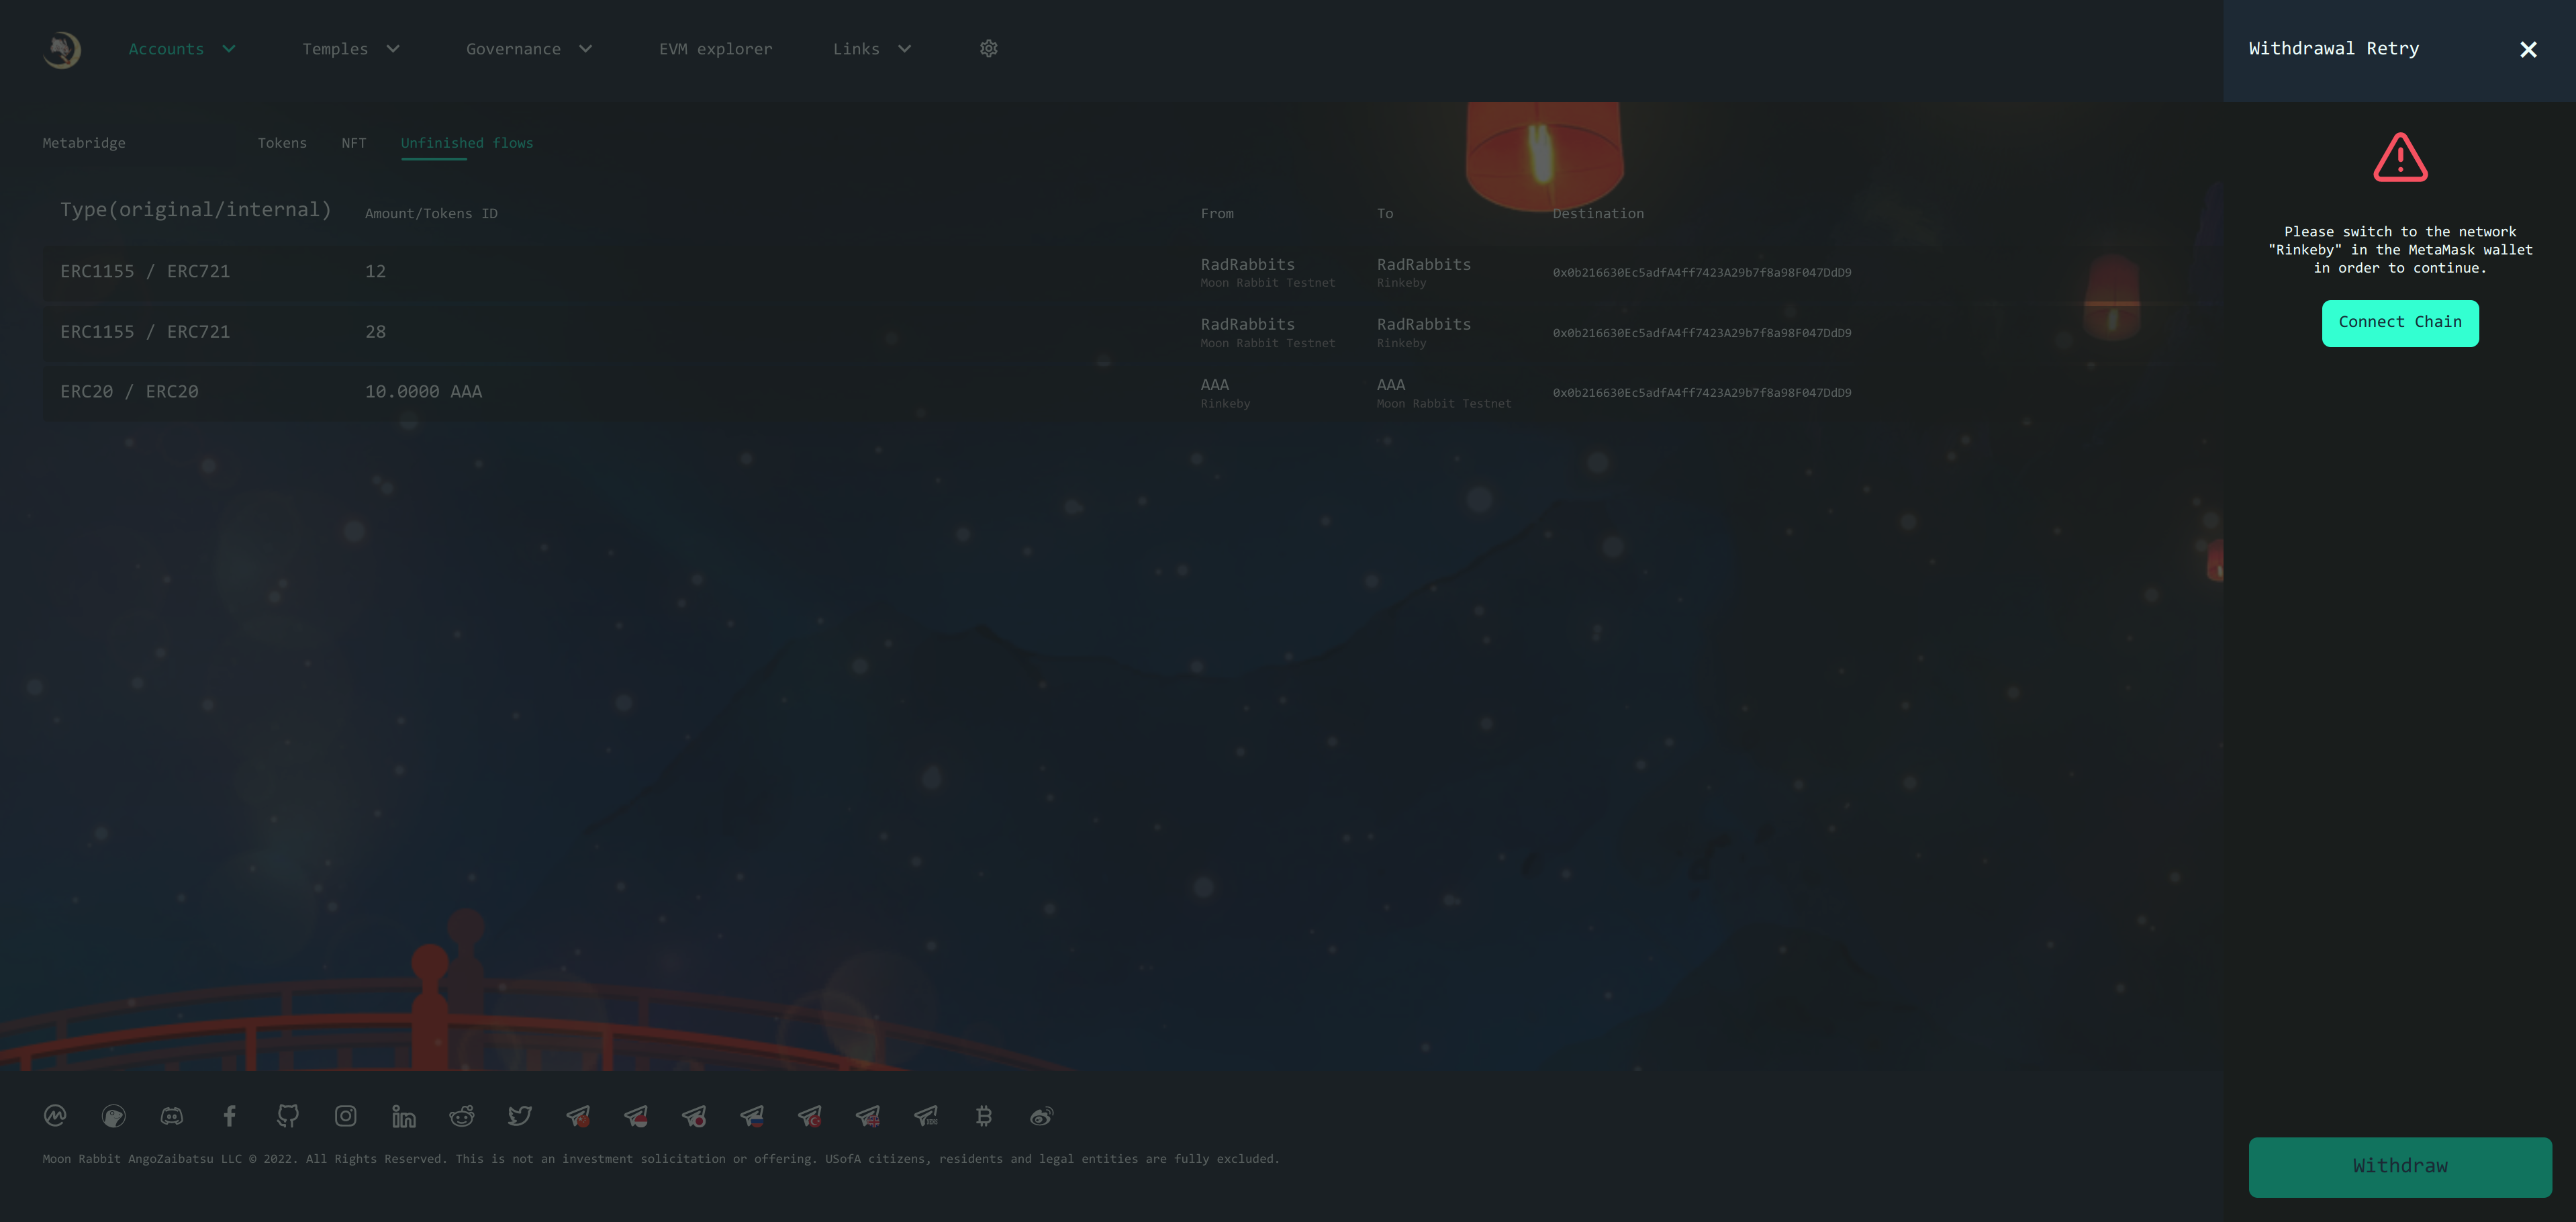 Accounts Temples Governance EVM explorer Links
Withdrawal Retry
Metabridge Tokens NFT Unfinished flows
Type(original/internal) Amount/Tokens ID From To Destination
ERC1155 / ERC721 12 RadRabbits RadRabbits 0x0b216630Ec5adfA4ff7423A29b7f8a98F047DdD9
Moon Rabbit Testnet Rinkeby
ERC1155 / ERC721 28 RadRabbits RadRabbits 0x0b216630Ec5adfA4ff7423A29b7f8a98F047DdD9
Moon Rabbit Testnet Rinkeby
ERC20 / ERC20 10.0000 AAA AAA AAA 0x0b216630Ec5adfA4ff7423A29b7f8a98F047DdD9
Rinkeby Moon Rabbit Testnet
Please switch to the network
"Rinkeby" in the MetaMask wallet
in order to continue.
Connect Chain
Moon Rabbit AngoZaibatsu LLC © 2022. All Rights Reserved. This is not an investment solicitation or offering. USofA citizens, residents and legal entities are fully excluded.
Withdraw